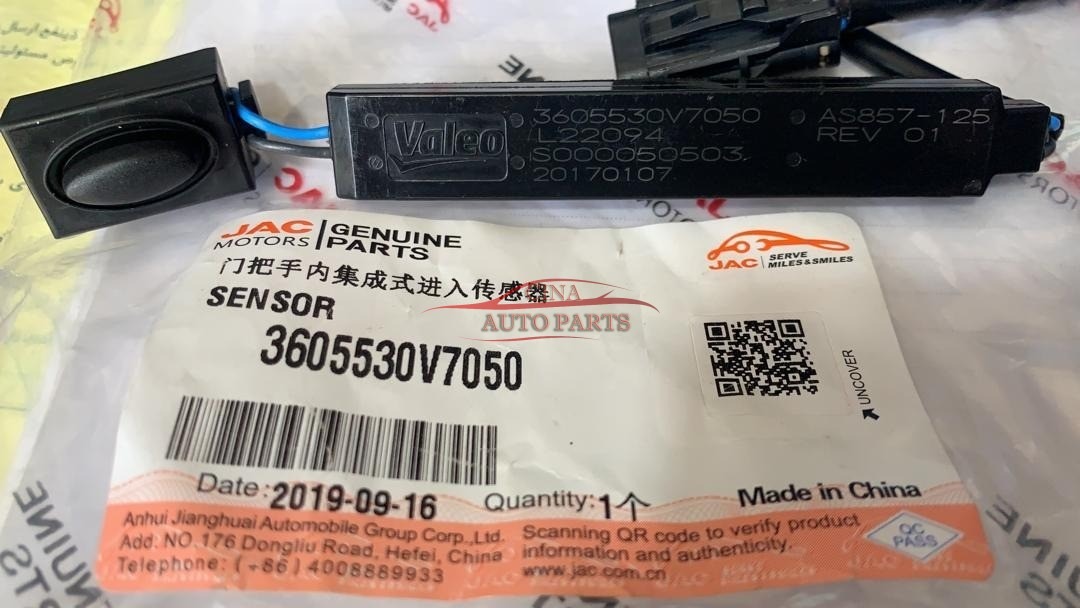 Valeo
3605530V7050
L22094
S000050503
20170107
AS857-125
REV 01
JAC
MOTORS
GENUINE
PARTS
JAC
SERVE
MILES&SMILES
门把手内集成式进入传感器
SENSOR
CHINA
AUTO PARTS
3605530V7050
UNCOVER
Date: 2019-09-16
Quantity: 1个
Made in China
Anhui Jianghuai Automobile Group Corp.,Ltd.
Add: NO.176 Dongliu Road, Hefei, China
Telephone: (+86)4008889933
Scanning QR code to verify product
information and authenticity.
www.jac.com.cn
QC
PASS